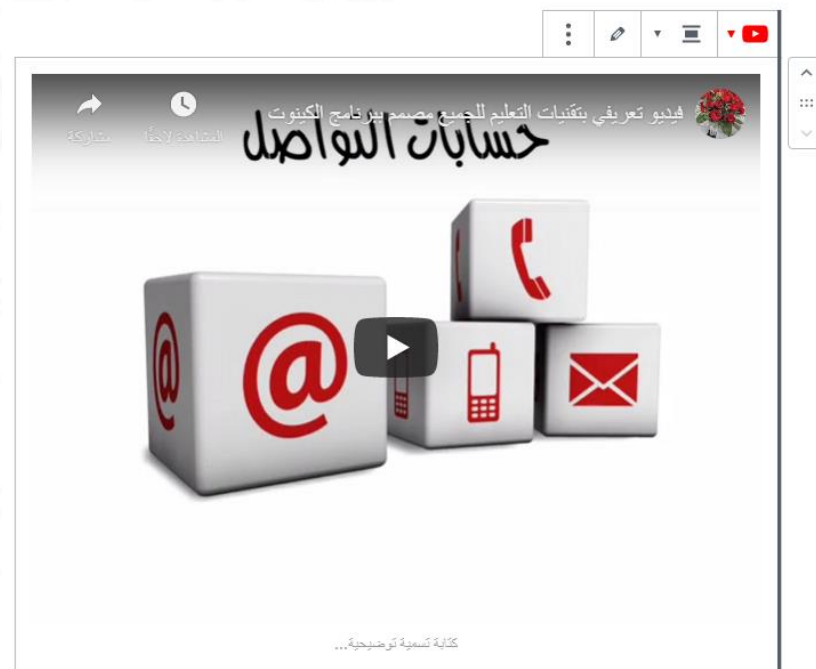 فيديو تعريفي بتقنيات التعليم للجميع مصمم ببرنامج الكينوت
المشاهدة لاحقًا
مشاركة
حسابات التواصل
@
@
كتابة تسمية توضيحية...